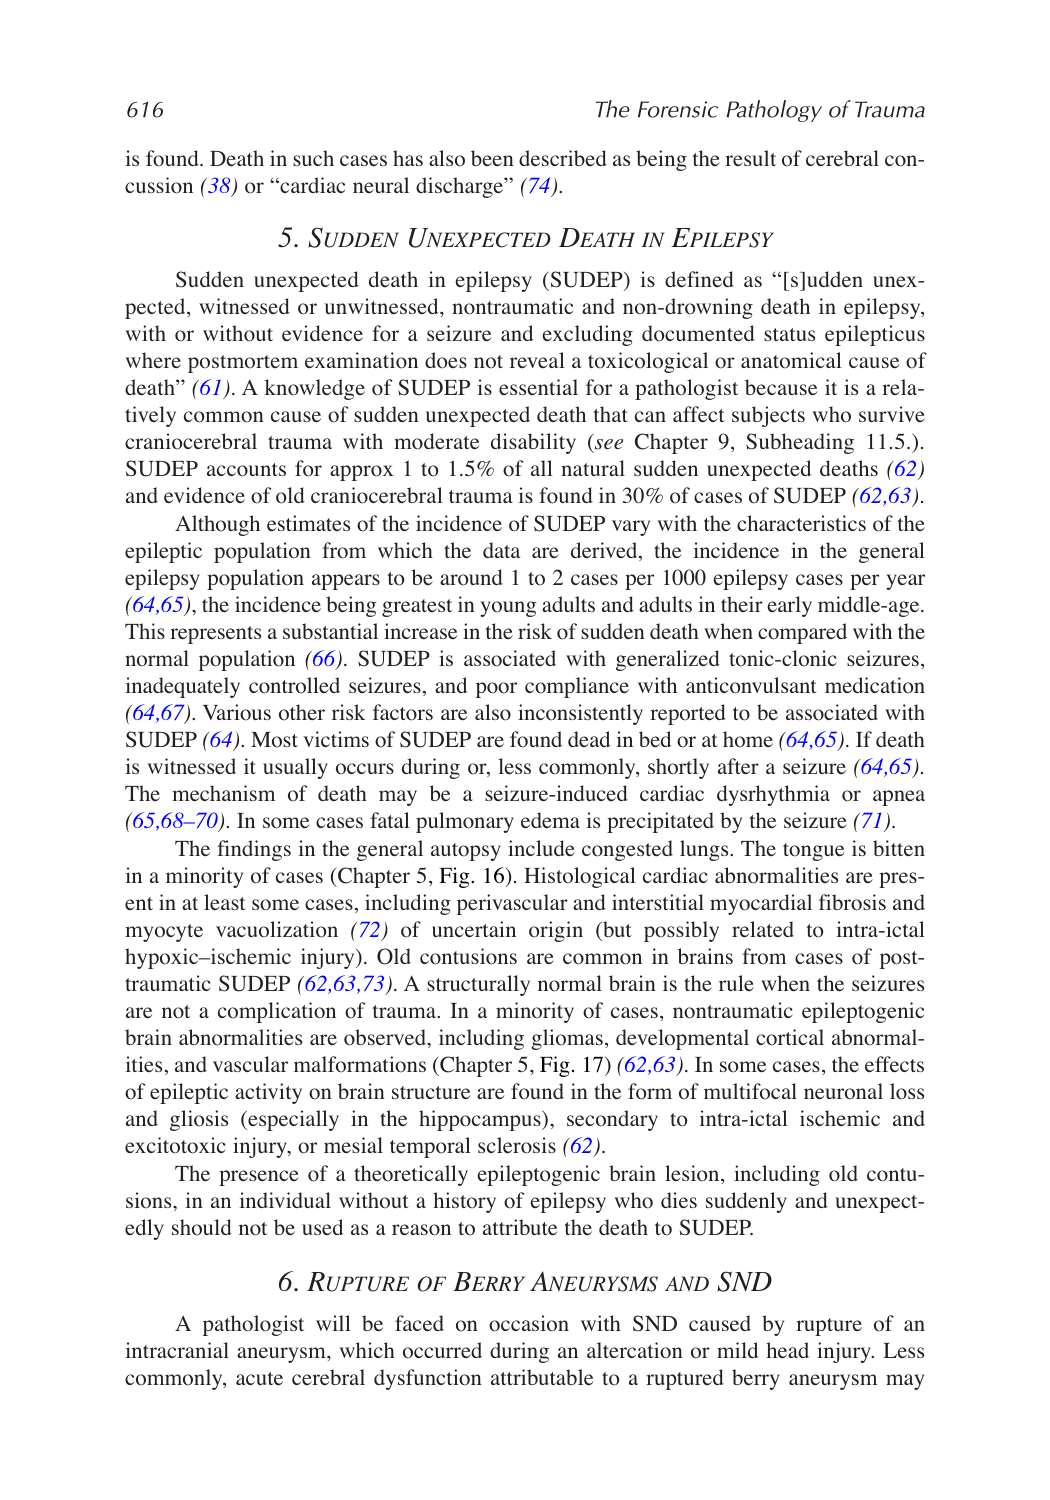 616 The Forensic Pathology of Trauma
is found. Death in such cases has also been described as being the result of cerebral con-
cussion (38) or “cardiac neural discharge” (74).
5. SUDDEN UNEXPECTED DEATH IN EPILEPSY
Sudden unexpected death in epilepsy (SUDEP) is defined as “[s]udden unex-
pected, witnessed or unwitnessed, nontraumatic and non-drowning death in epilepsy,
with or without evidence for a seizure and excluding documented status epilepticus
where postmortem examination does not reveal a toxicological or anatomical cause of
death” (61). A knowledge of SUDEP is essential for a pathologist because it is a rela-
tively common cause of sudden unexpected death that can affect subjects who survive
craniocerebral trauma with moderate disability (see Chapter 9, Subheading 11.5.).
SUDEP accounts for approx 1 to 1.5% of all natural sudden unexpected deaths (62)
and evidence of old craniocerebral trauma is found in 30% of cases of SUDEP (62,63).
Although estimates of the incidence of SUDEP vary with the characteristics of the
epileptic population from which the data are derived, the incidence in the general
epilepsy population appears to be around 1 to 2 cases per 1000 epilepsy cases per year
(64,65), the incidence being greatest in young adults and adults in their early middle-age.
This represents a substantial increase in the risk of sudden death when compared with the
normal population (66). SUDEP is associated with generalized tonic-clonic seizures,
inadequately controlled seizures, and poor compliance with anticonvulsant medication
(64,67). Various other risk factors are also inconsistently reported to be associated with
SUDEP (64). Most victims of SUDEP are found dead in bed or at home (64,65). If death
is witnessed it usually occurs during or, less commonly, shortly after a seizure (64,65).
The mechanism of death may be a seizure-induced cardiac dysrhythmia or apnea
(65,68–70). In some cases fatal pulmonary edema is precipitated by the seizure (71).
The findings in the general autopsy include congested lungs. The tongue is bitten
in a minority of cases (Chapter 5, Fig. 16). Histological cardiac abnormalities are pres-
ent in at least some cases, including perivascular and interstitial myocardial fibrosis and
myocyte vacuolization (72) of uncertain origin (but possibly related to intra-ictal
hypoxic–ischemic injury). Old contusions are common in brains from cases of post-
traumatic SUDEP (62,63,73). A structurally normal brain is the rule when the seizures
are not a complication of trauma. In a minority of cases, nontraumatic epileptogenic
brain abnormalities are observed, including gliomas, developmental cortical abnormal-
ities, and vascular malformations (Chapter 5, Fig. 17) (62,63). In some cases, the effects
of epileptic activity on brain structure are found in the form of multifocal neuronal loss
and gliosis (especially in the hippocampus), secondary to intra-ictal ischemic and
excitotoxic injury, or mesial temporal sclerosis (62).
The presence of a theoretically epileptogenic brain lesion, including old contu-
sions, in an individual without a history of epilepsy who dies suddenly and unexpect-
edly should not be used as a reason to attribute the death to SUDEP.
6. RUPTURE OF BERRY ANEURYSMS AND SND
A pathologist will be faced on occasion with SND caused by rupture of an
intracranial aneurysm, which occurred during an altercation or mild head injury. Less
commonly, acute cerebral dysfunction attributable to a ruptured berry aneurysm may